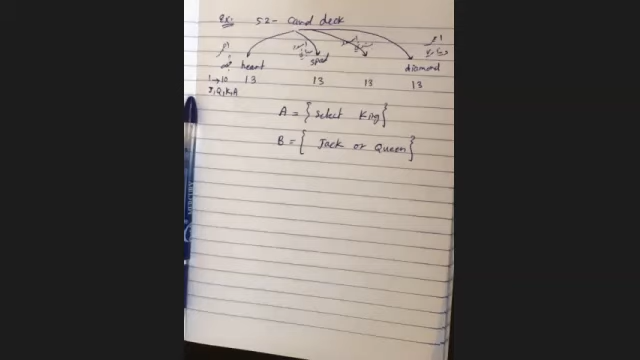 Ex: 52- Card deck
heart spad diamond
1 → 10 13 13 13 13
J, Q, K, A
A = { Select King }
B = { Jack or Queen }